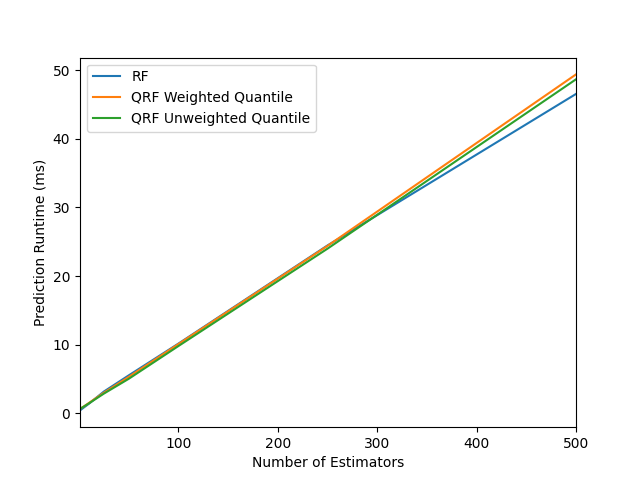 RF
QRF Weighted Quantile
QRF Unweighted Quantile
Prediction Runtime (ms)
50
40
30
20
10
0
100 200 300 400 500
Number of Estimators